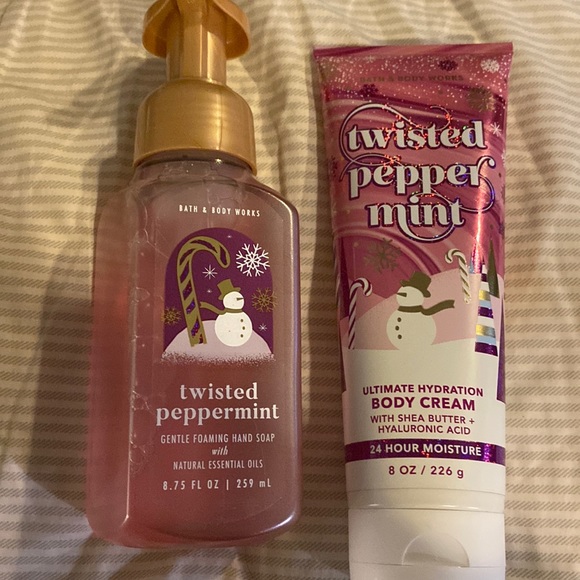 BATH & BODY WORKS
twisted
peppermint
GENTLE FOAMING HAND SOAP
with
NATURAL ESSENTIAL OILS
8.75 FL OZ | 259 mL
BATH & BODY WORKS
twisted
pepper
mint
ULTIMATE HYDRATION
BODY CREAM
WITH SHEA BUTTER +
HYALURONIC ACID
24 HOUR MOISTURE
8 OZ / 226 g